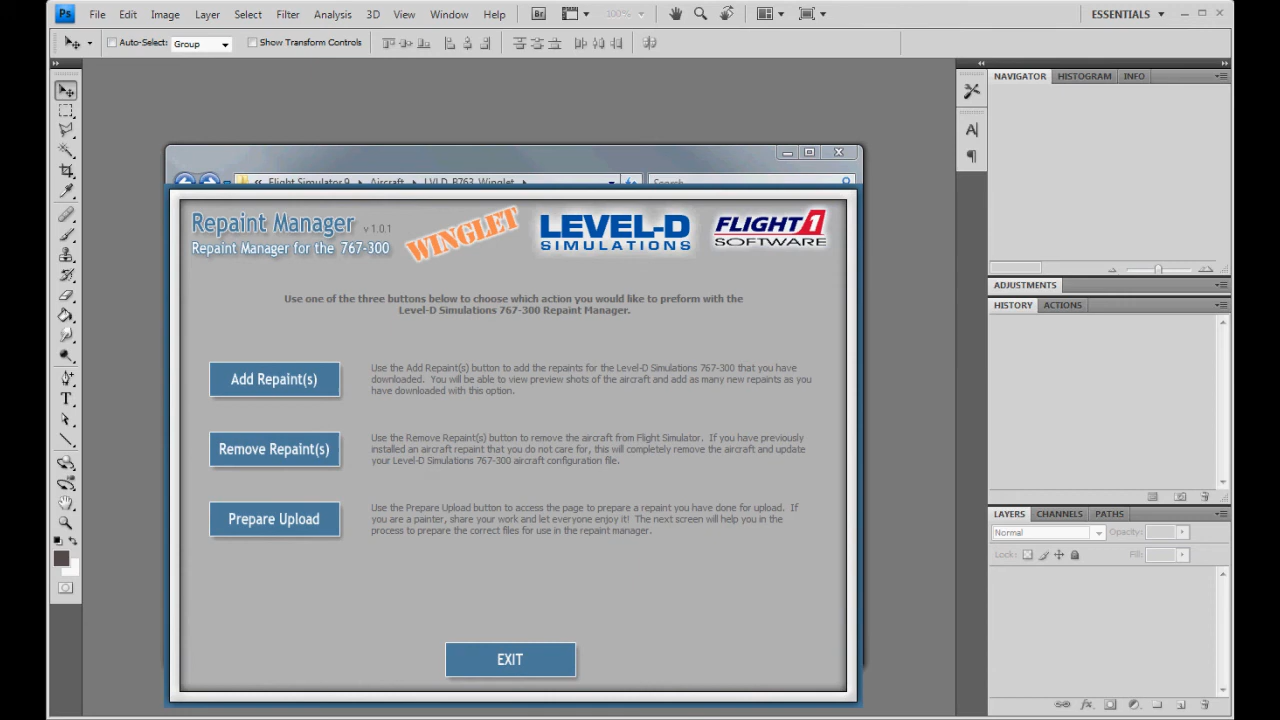 Ps File Edit Image Layer Select Filter Analysis 3D View Window Help Br 100% ESSENTIALS
Auto-Select: Group Show Transform Controls
NAVIGATOR HISTOGRAM INFO
Flight Simulator 9 Aircraft LVLD_B763_Winglet Search
Repaint Manager v 1.0.1
Repaint Manager for the 767-300
WINGLET
LEVEL-D
SIMULATIONS
FLIGHT1
SOFTWARE
Use one of the three buttons below to choose which action you would like to preform with the
Level-D Simulations 767-300 Repaint Manager.
Add Repaint(s)
Use the Add Repaint(s) button to add the repaints for the Level-D Simulations 767-300 that you have
downloaded. You will be able to view preview shots of the aircraft and add as many new repaints as you
have downloaded with this option.
Remove Repaint(s)
Use the Remove Repaint(s) button to remove the aircraft from Flight Simulator. If you have previously
installed an aircraft repaint that you do not care for, this will completely remove the aircraft and update
your Level-D Simulations 767-300 aircraft configuration file.
Prepare Upload
Use the Prepare Upload button to access the page to prepare a repaint you have done for upload. If
you are a painter, share your work and let everyone enjoy it! The next screen will help you in the
process to prepare the correct files for use in the repaint manager.
EXIT
ADJUSTMENTS
HISTORY ACTIONS
LAYERS CHANNELS PATHS
Normal Opacity:
Lock: Fill: